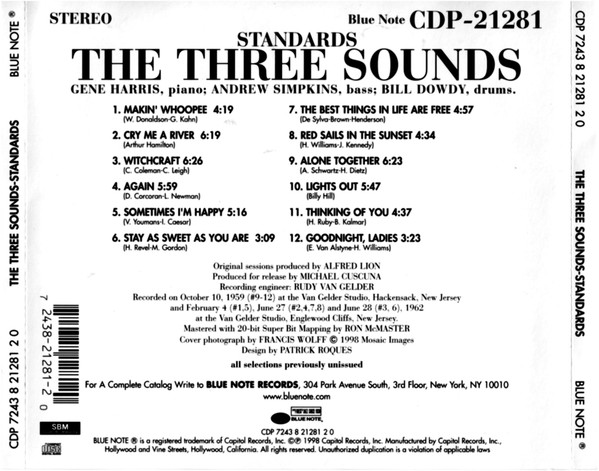 STEREO
Blue Note CDP-21281
STANDARDS
THE THREE SOUNDS
GENE HARRIS, piano; ANDREW SIMPKINS, bass; BILL DOWDY, drums.
1. MAKIN' WHOOPEE 4:19
(W. Donaldson-G. Kahn)
2. CRY ME A RIVER 6:19
(Arthur Hamilton)
3. WITCHCRAFT 6:26
(C. Coleman-C. Leigh)
4. AGAIN 5:59
(D. Corcoran-L. Newman)
5. SOMETIMES I'M HAPPY 5:16
(V. Youmans-I. Caesar)
6. STAY AS SWEET AS YOU ARE 3:09
(H. Revel-M. Gordon)
7. THE BEST THINGS IN LIFE ARE FREE 4:57
(De Sylva-Brown-Henderson)
8. RED SAILS IN THE SUNSET 4:34
(H. Williams-J. Kennedy)
9. ALONE TOGETHER 6:23
(A. Schwartz-H. Dietz)
10. LIGHTS OUT 5:47
(Billy Hill)
11. THINKING OF YOU 4:37
(H. Ruby-B. Kalmar)
12. GOODNIGHT, LADIES 3:23
(E. Van Alstyne-H. Williams)
Original sessions produced by ALFRED LION
Produced for release by MICHAEL CUSCUNA
Recording engineer: RUDY VAN GELDER
Recorded on October 10, 1959 (#9-12) at the Van Gelder Studio, Hackensack, New Jersey
and February 4 (#1,5), June 27 (#2,4,7,8) and June 28 (#3, 6), 1962
at the Van Gelder Studio, Englewood Cliffs, New Jersey.
Mastered with 20-bit Super Bit Mapping by RON McMASTER
Cover photograph by FRANCIS WOLFF © 1998 Mosaic Images
Design by PATRICK ROQUES
all selections previously unissued
For A Complete Catalog Write to BLUE NOTE RECORDS, 304 Park Avenue South, 3rd Floor, New York, NY 10010
www.bluenote.com
BLUE NOTE
CDP 7243 8 21281 2 0
BLUE NOTE ® is a registered trademark of Capitol Records, Inc. ©℗ 1998 Capitol Records, Inc. Manufactured by Capitol Records, Inc.,
Hollywood and Vine Streets, Hollywood, California. All rights reserved. Unauthorized duplication is a violation of applicable laws
7 2438-21281-2 0
SBM
BLUE NOTE ®
THE THREE SOUNDS-STANDARDS
CDP 7243 8 21281 2 0
CDP 7243 8 21281 2 0
THE THREE SOUNDS-STANDARDS
BLUE NOTE ®